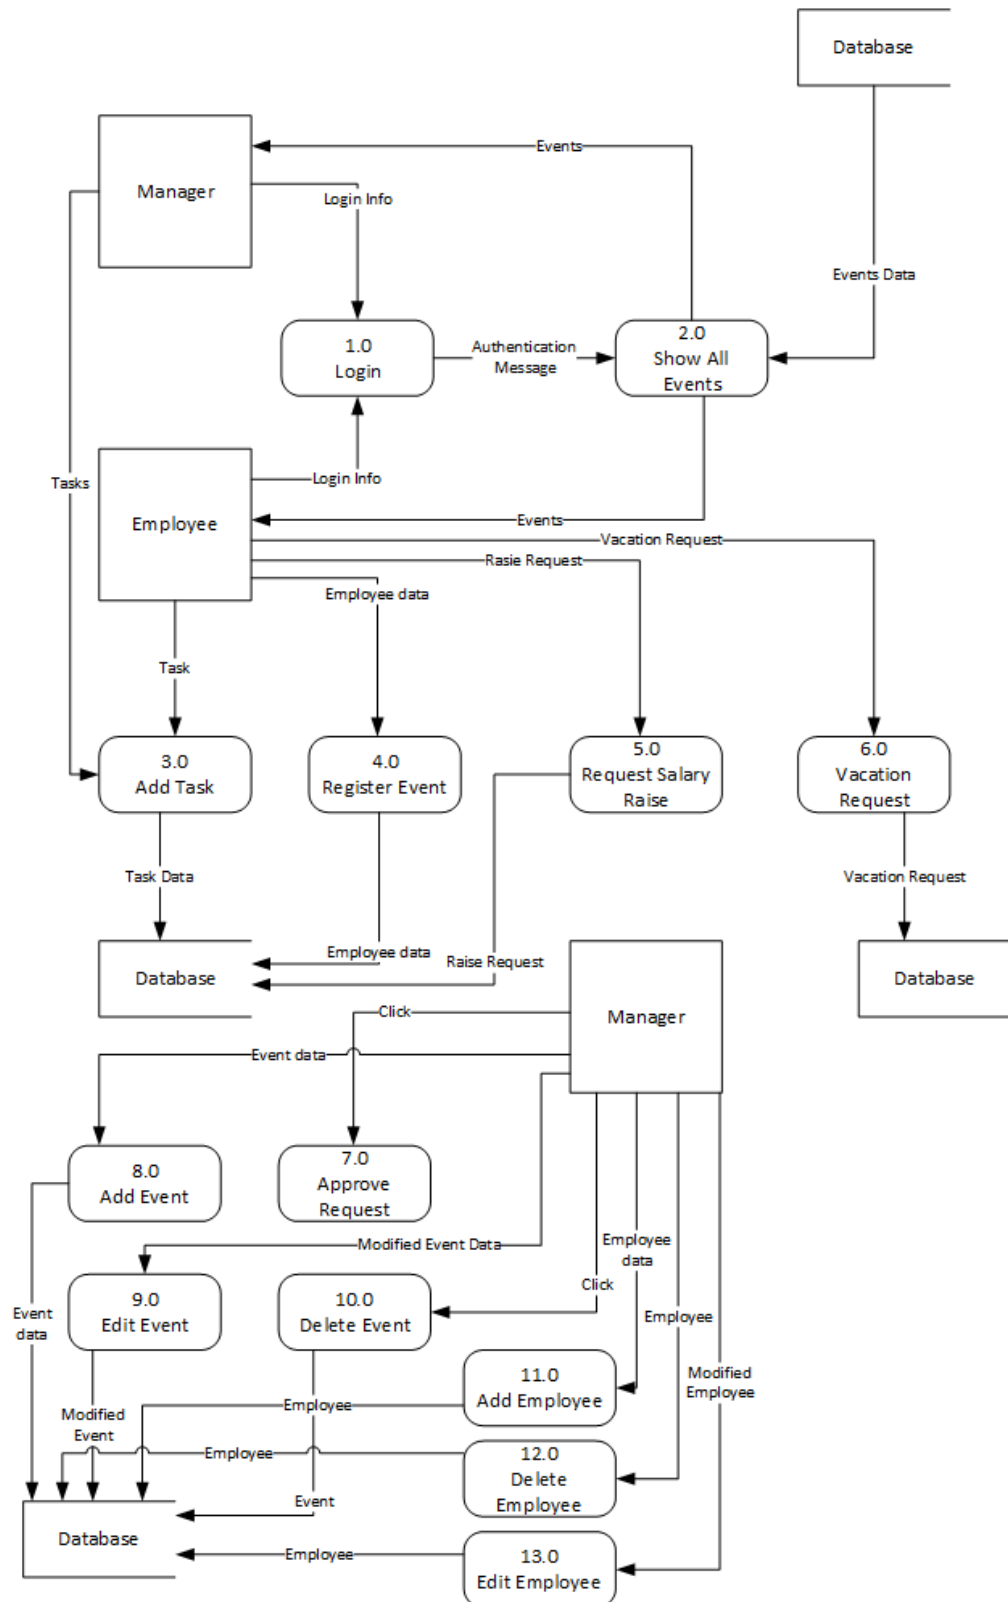 Database
Events
Manager
Login Info
Events Data
1.0
Login
Authentication
Message
2.0
Show All
Events
Tasks
Login Info
Employee
Events
Vacation Request
Rasie Request
Employee data
Task
3.0
Add Task
4.0
Register Event
5.0
Request Salary
Raise
6.0
Vacation
Request
Task Data
Vacation Request
Employee data
Raise Request
Database
Database
Manager
Click
Event data
8.0
Add Event
7.0
Approve
Request
Modified Event Data
Employee
data
Click
9.0
Edit Event
10.0
Delete Event
Event
data
Employee
11.0
Add Employee
Modified
Employee
Employee
Modified
Event
Employee
12.0
Delete
Employee
Event
Database
Employee
13.0
Edit Employee